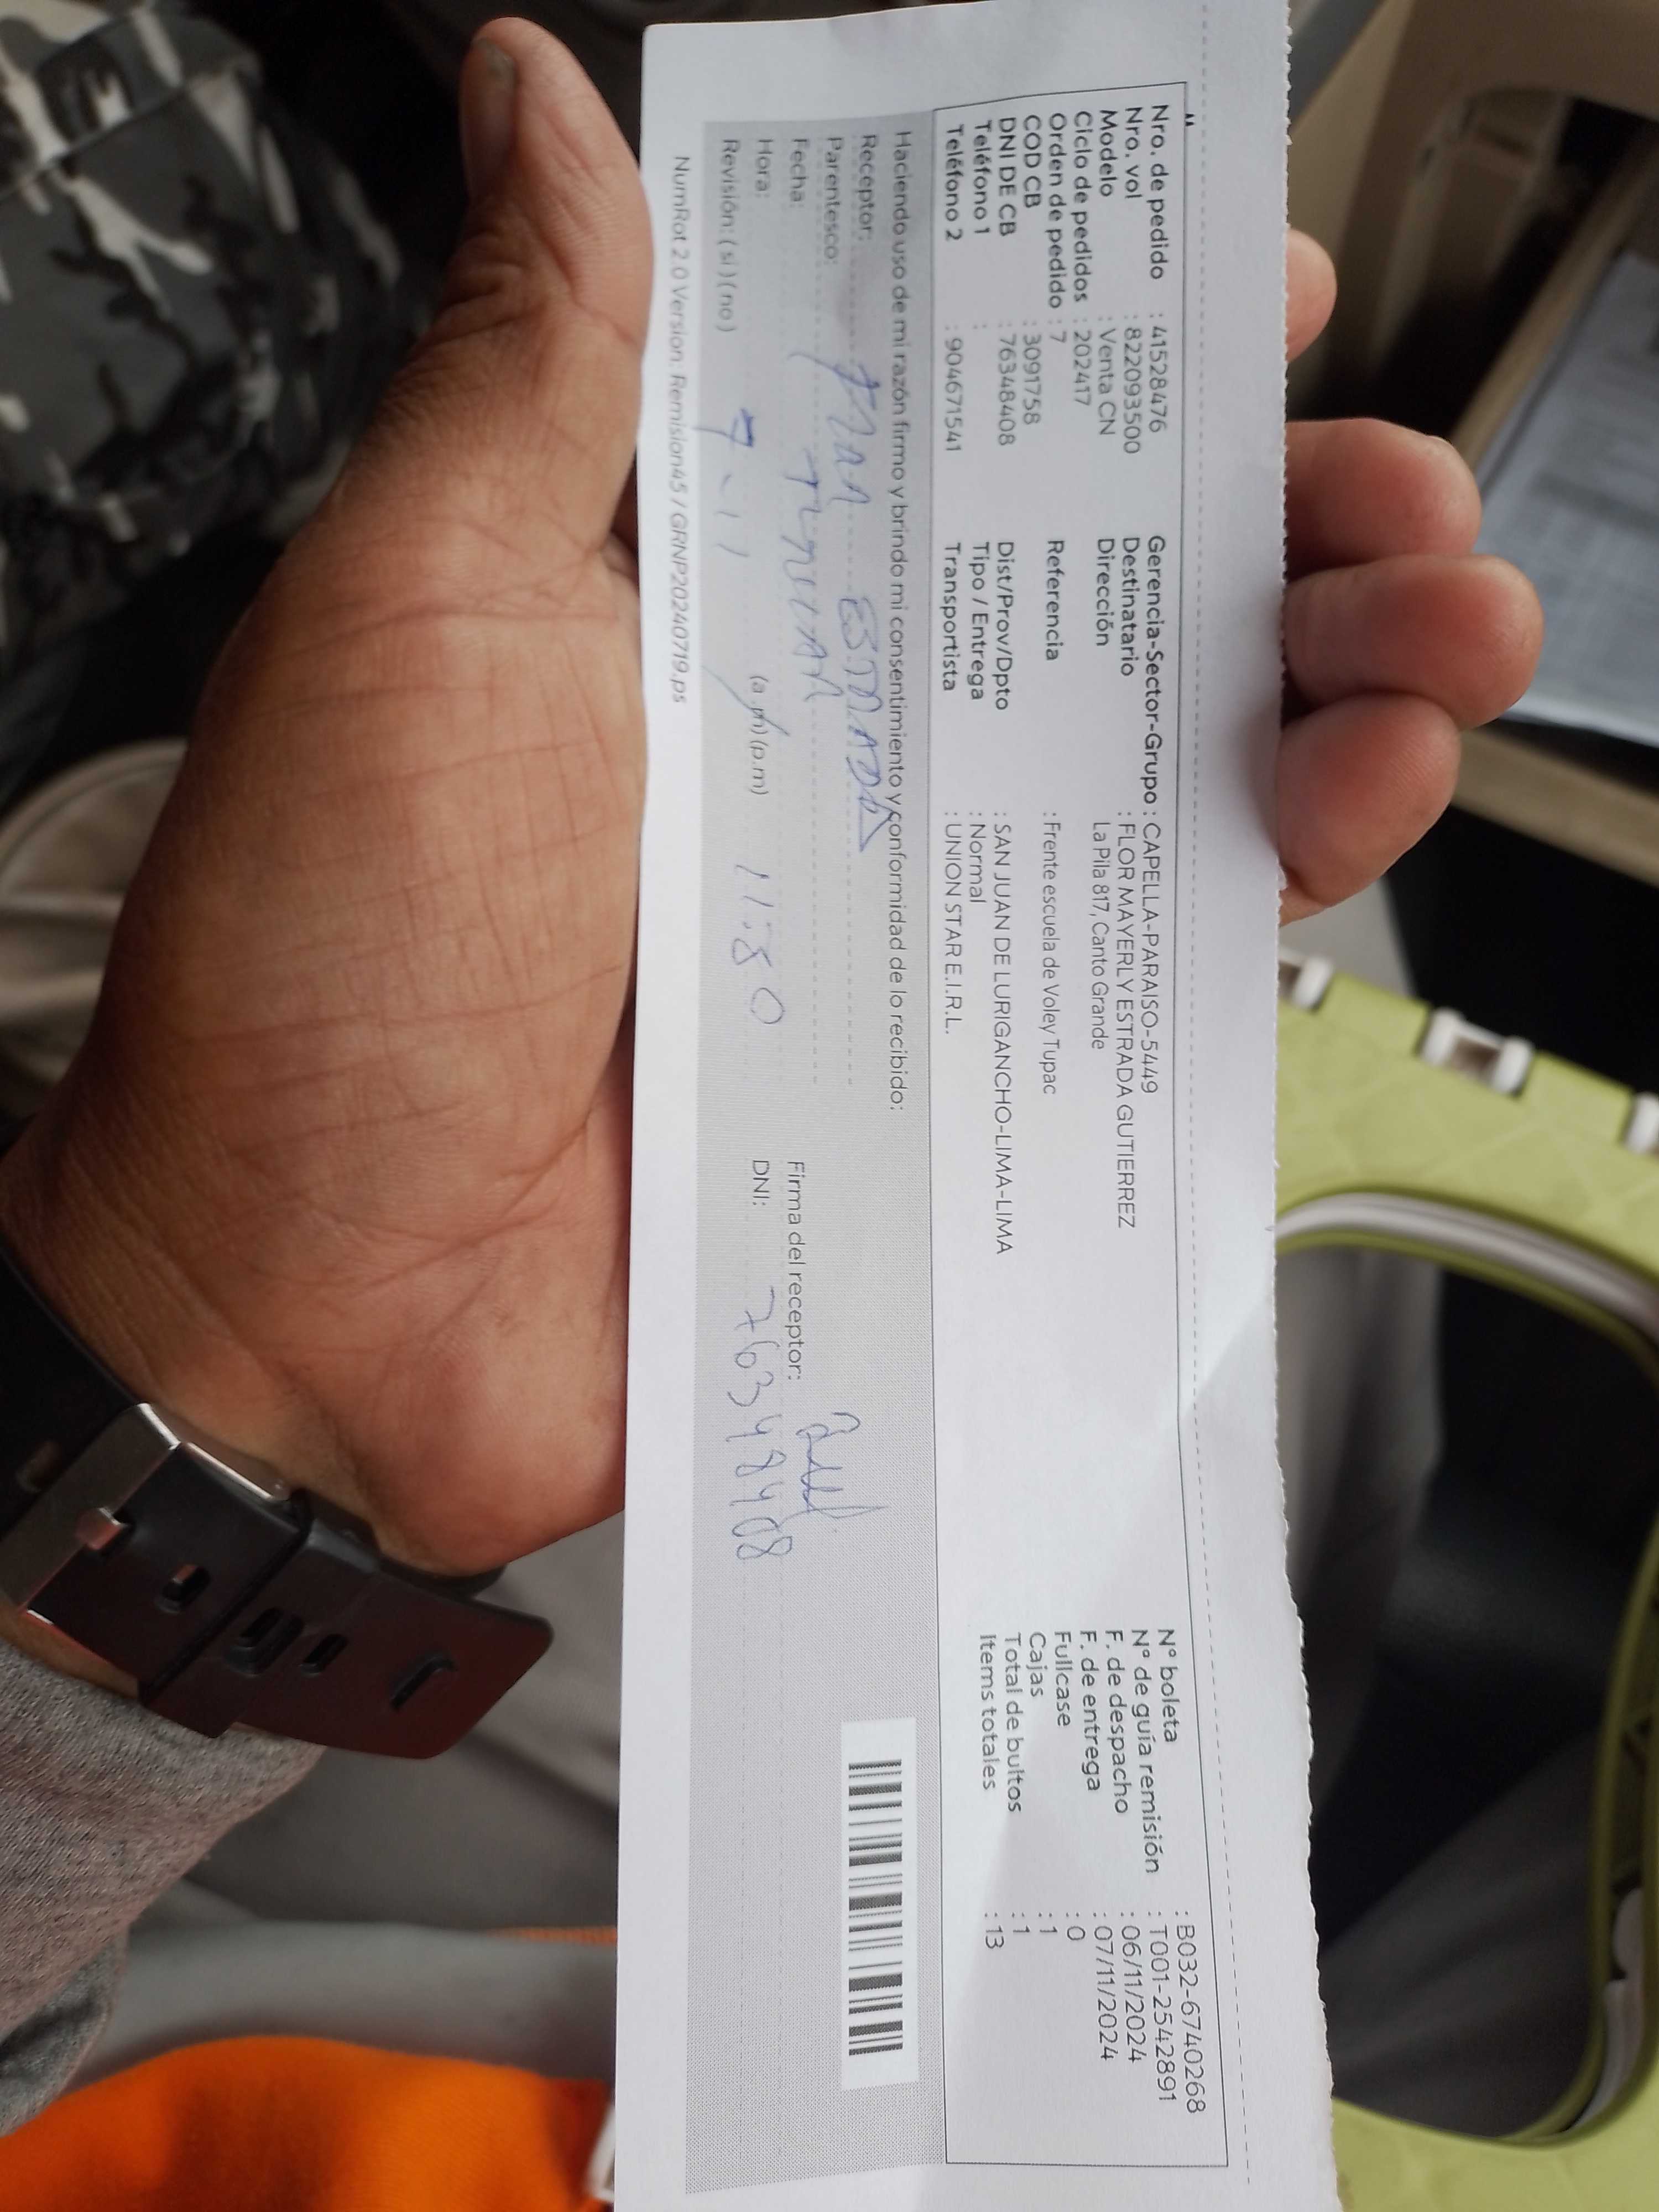 Nro. de pedido : 41528476 Gerencia-Sector-Grupo : CAPELLA-PARAISO-5449 N° boleta : B032-6740268
Nro. vol : 822093500 Destinatario : FLOR MAYERLY ESTRADA GUTIERREZ N° de guía remisión : T001-2542891
Modelo : Venta CN Dirección La Pila 817, Canto Grande F. de despacho : 06/11/2024
Ciclo de pedidos : 202417 F. de entrega : 07/11/2024
Orden de pedido : 7 Referencia : Frente escuela de Voley Tupac Fullcase : 0
COD CB : 3091758 Cajas : 1
DNI DE CB : 76348408 Dist/Prov/Dpto : SAN JUAN DE LURIGANCHO-LIMA-LIMA Total de bultos : 1
Teléfono 1 : Tipo / Entrega : Normal Items totales : 13
Teléfono 2 : 904671541 Transportista : UNION STAR E.I.R.L.
Haciendo uso de mi razón firmo y brindo mi consentimiento y conformidad de lo recibido:
Receptor:
Parentesco: Firma del receptor:
Fecha: 7-11
Hora: (a.m) (p.m) DNI: 76348408
Revisión: ( si ) ( no )
NumRot 2.0 Version: Remision45 / GRNP20240719.ps